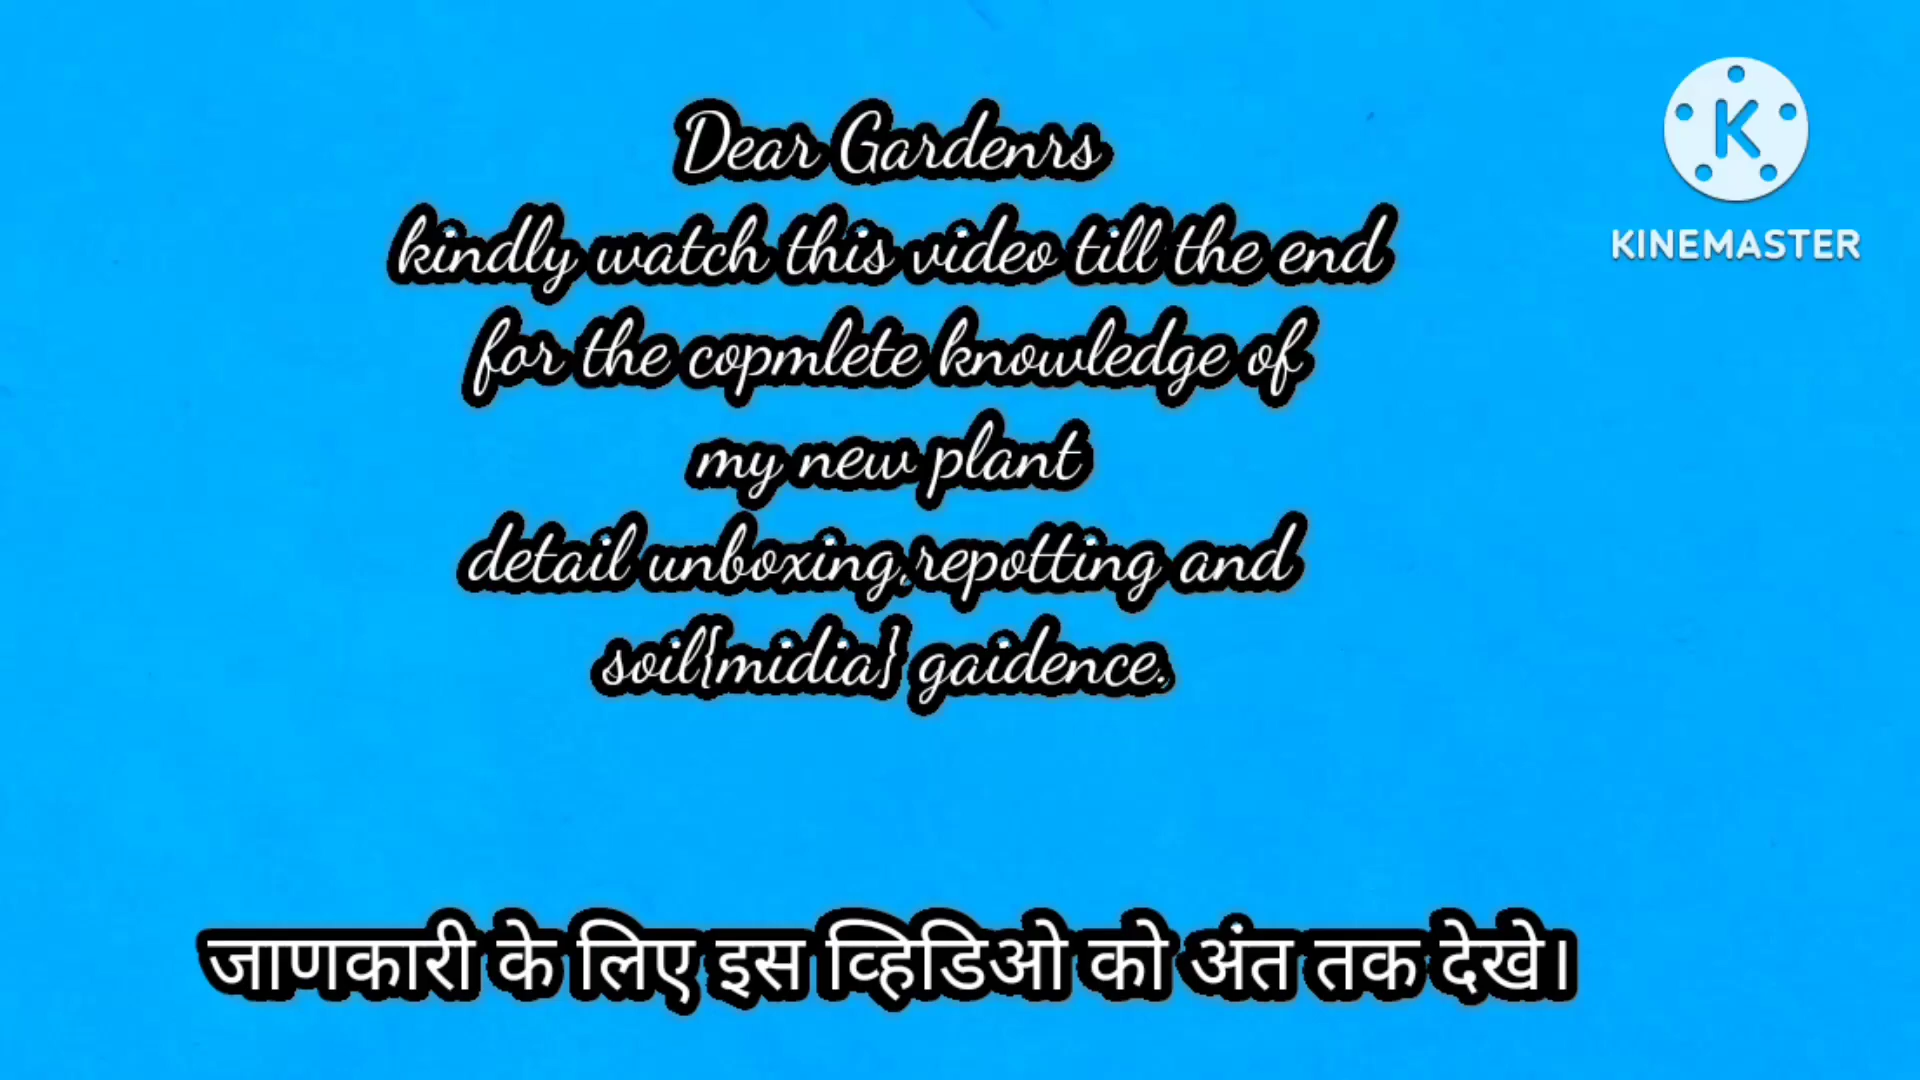 Dear Gardenrs
kindly watch this video till the end
for the copmlete knowledge of
my new plant
detail unboxing,repotting and
soil{midia} gaidence.
K
KINEMASTER
जाणकारी के लिए इस व्हिडिओ को अंत तक देखे।